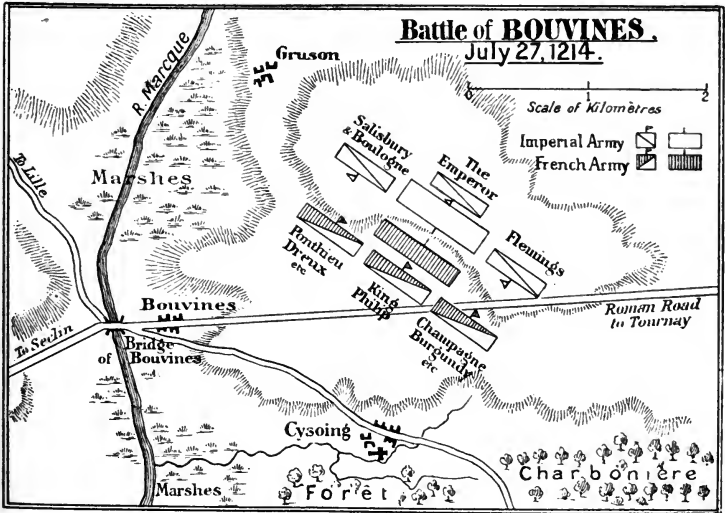 Battle of BOUVINES.
July 27, 1214.
0 1 2
Scale of Kilomètres
Imperial Army
French Army
Gruson
R. Marcque
Salisbury
& Boulogne
The
Emperor
To Lille
Marshes
Flemings
Ponthieu
Dreux
etc
King
Philip
Champagne
Burgundy
etc
Bouvines
Roman Road
to Tournay
To Seclin
Bridge
of Bouvines
Cysoing
Marshes
Forêt Charbonière